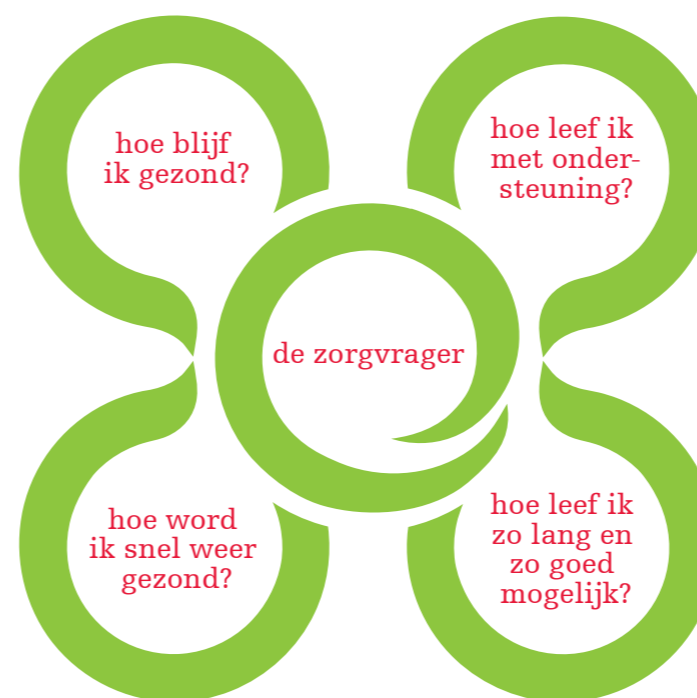 hoe blijf
ik gezond?
hoe leef ik
met onder-
steuning?
de zorgvrager
hoe word
ik snel weer
gezond?
hoe leef ik
zo lang en
zo goed
mogelijk?